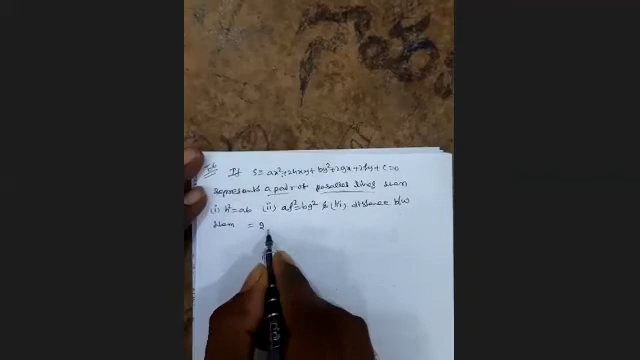 If S = ax²+2hxy+by²+2gx+2fy+c=0
represents a pair of parallel lines then
(i) h²=ab (ii) af²=bg² & (iii) distance b/w
them = 2